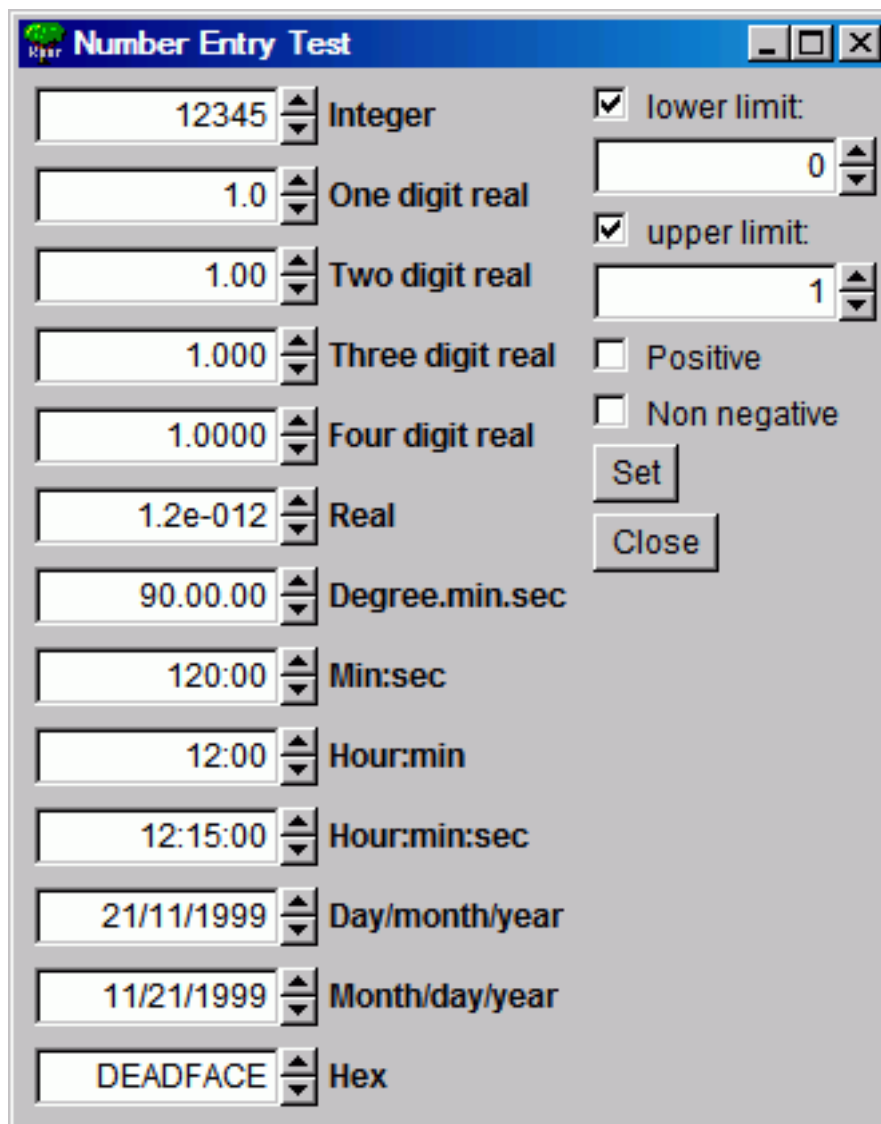 Number Entry Test
12345 Integer
1.0 One digit real
1.00 Two digit real
1.000 Three digit real
1.0000 Four digit real
1.2e-012 Real
90.00.00 Degree.min.sec
120:00 Min:sec
12:00 Hour:min
12:15:00 Hour:min:sec
21/11/1999 Day/month/year
11/21/1999 Month/day/year
DEADFACE Hex
lower limit:
0
upper limit:
1
Positive
Non negative
Set
Close